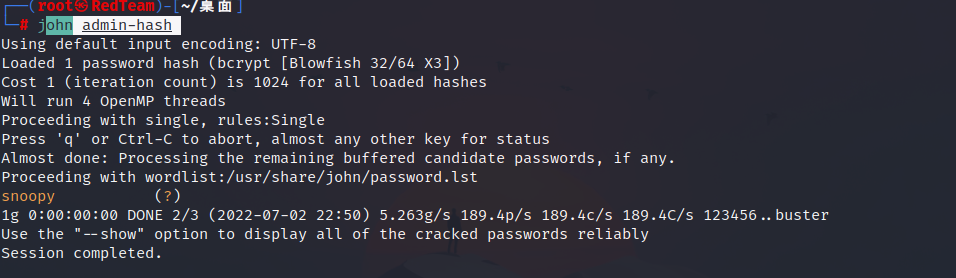 ┌──(root㉿RedTeam)-[~/桌面]
└─# john admin-hash
Using default input encoding: UTF-8
Loaded 1 password hash (bcrypt [Blowfish 32/64 X3])
Cost 1 (iteration count) is 1024 for all loaded hashes
Will run 4 OpenMP threads
Proceeding with single, rules:Single
Press 'q' or Ctrl-C to abort, almost any other key for status
Almost done: Processing the remaining buffered candidate passwords, if any.
Proceeding with wordlist:/usr/share/john/password.lst
snoopy           (?)
1g 0:00:00:00 DONE 2/3 (2022-07-02 22:50) 5.263g/s 189.4p/s 189.4c/s 189.4C/s 123456..buster
Use the "--show" option to display all of the cracked passwords reliably
Session completed.